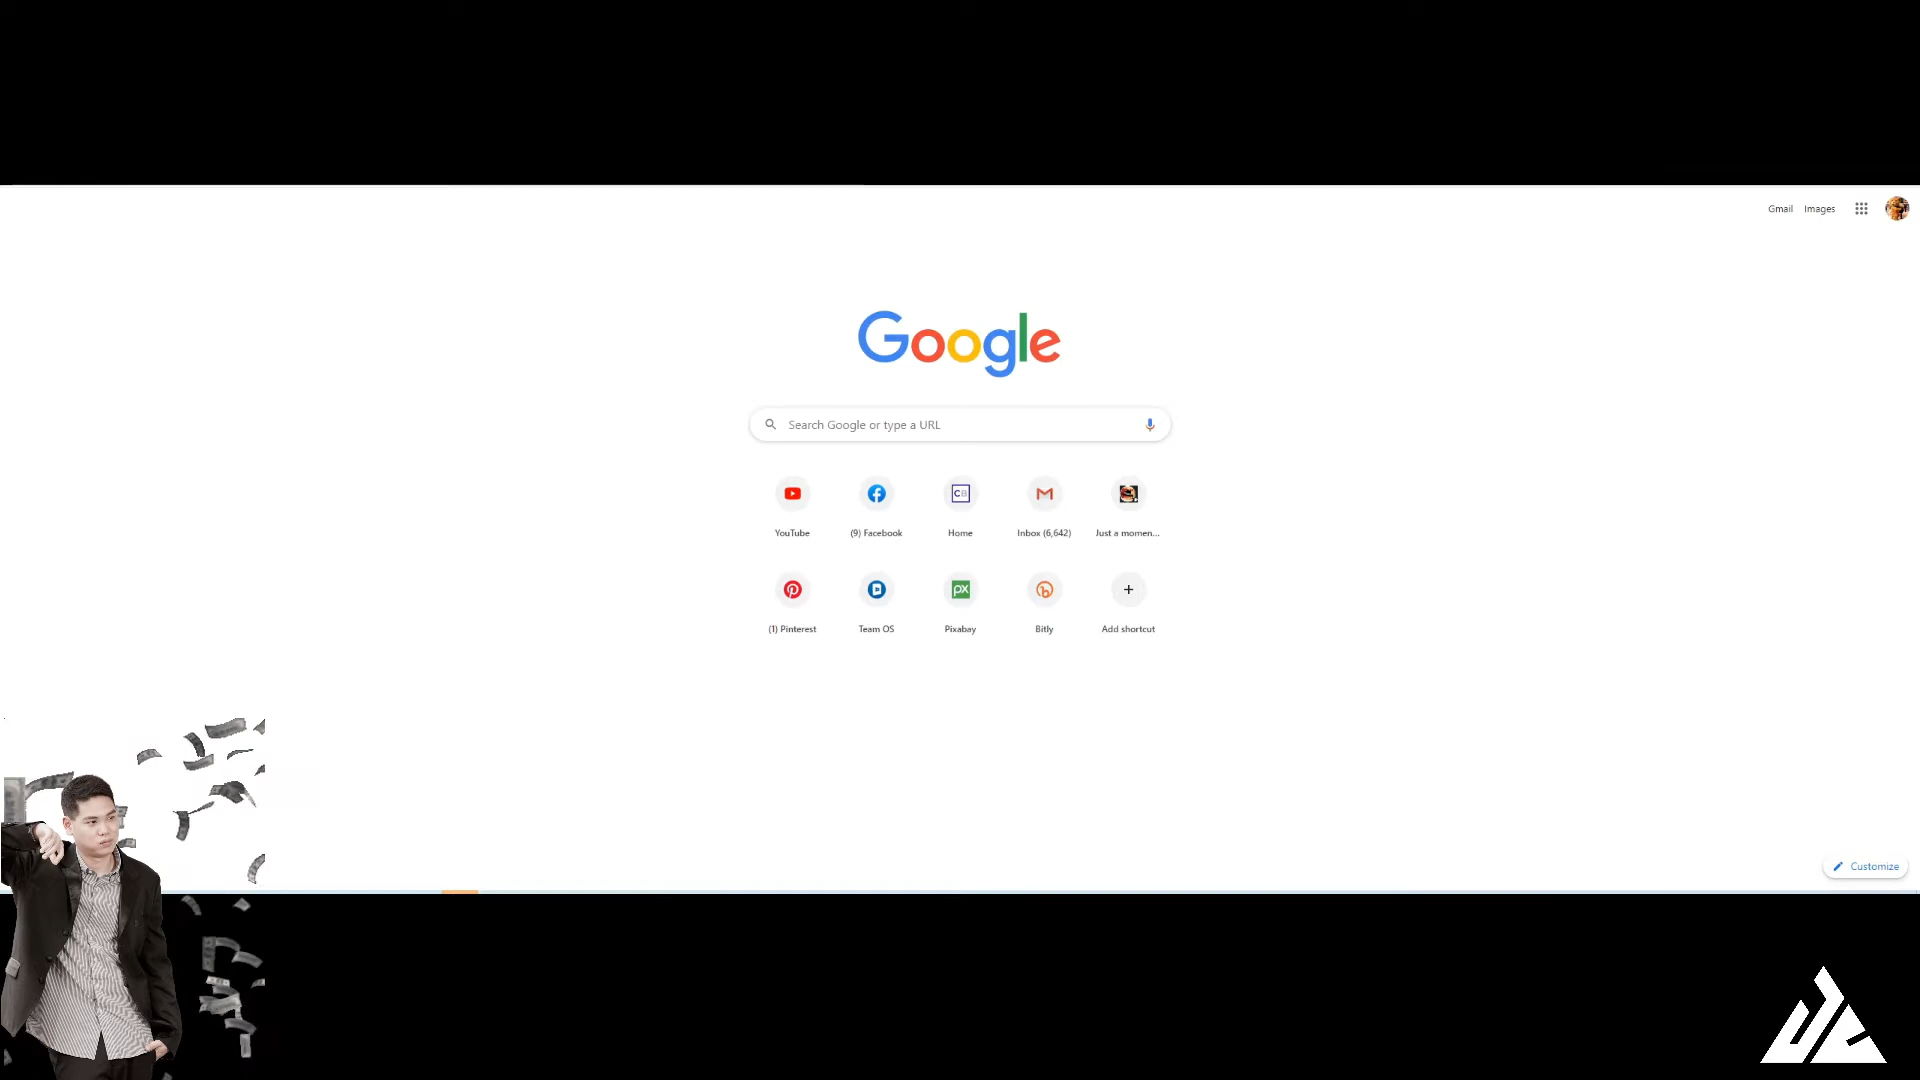 Gmail Images
Google
Search Google or type a URL
YouTube (9) Facebook Home Inbox (6,642) Just a momen...
(1) Pinterest Team OS Pixabay Bitly Add shortcut
Customize